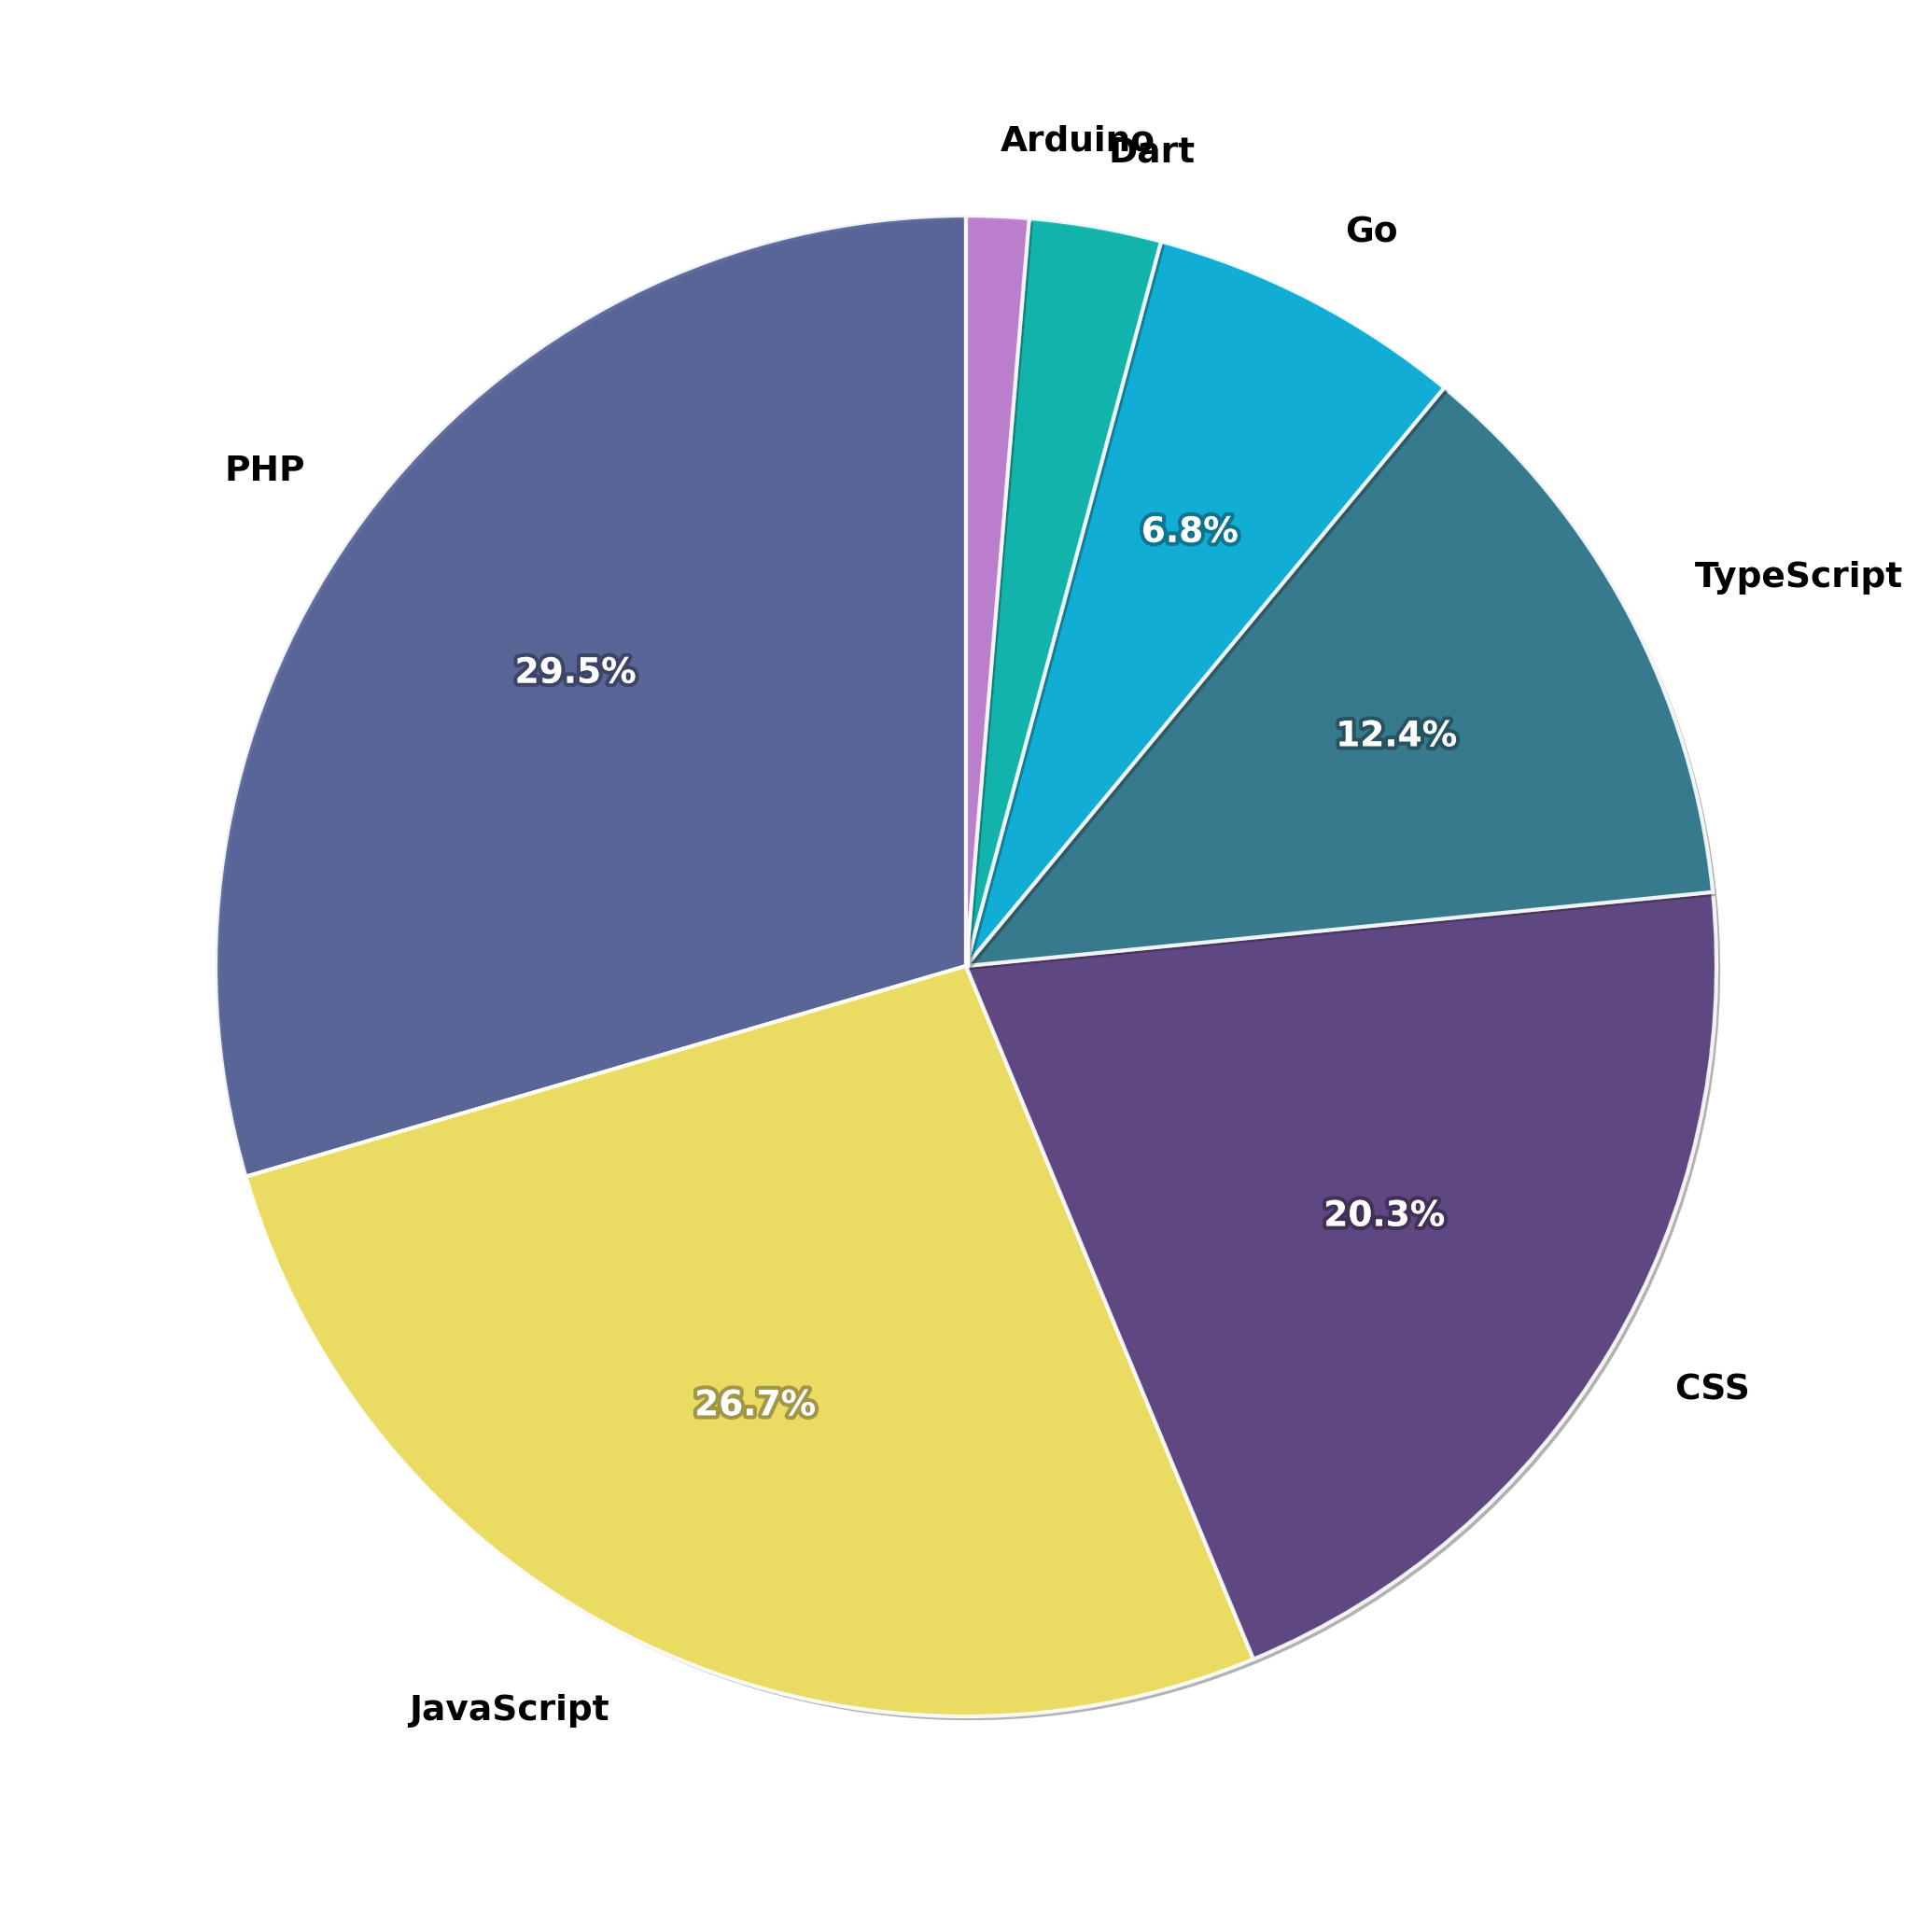 Arduino
Dart
Go
PHP
TypeScript
6.8%
29.5%
12.4%
20.3%
CSS
26.7%
JavaScript